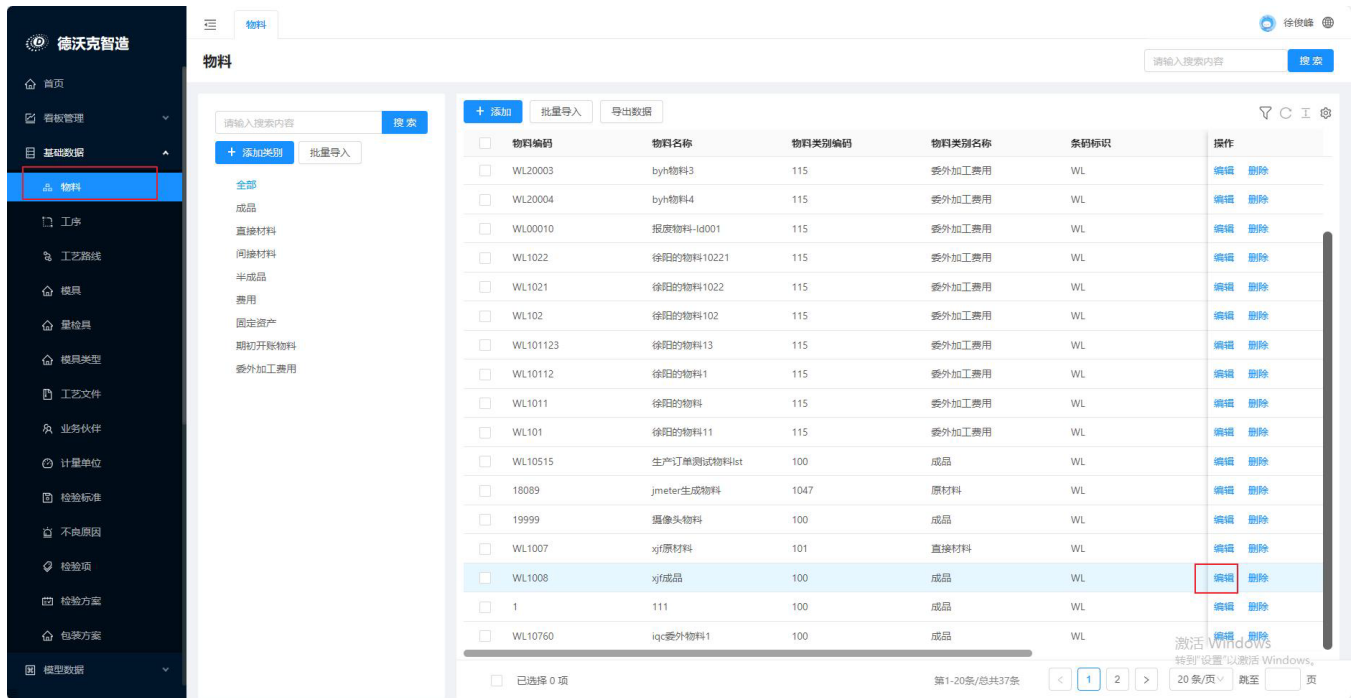 德沃克智造
首页
看板管理
基础数据
物料
工序
工艺路线
模具
量检具
模具类型
工艺文件
业务伙伴
计量单位
检验标准
不良原因
检验项
检验方案
包装方案
模型数据
物料
徐俊峰
物料
请输入搜索内容 搜索
请输入搜索内容 搜索
+ 添加类别 批量导入
全部
成品
直接材料
间接材料
半成品
费用
固定资产
期初开账物料
委外加工费用
+ 添加 批量导入 导出数据
物料编码 物料名称 物料类别编码 物料类别名称 条码标识 操作
WL20003 byh物料3 115 委外加工费用 WL 编辑 删除
WL20004 byh物料4 115 委外加工费用 WL 编辑 删除
WL00010 报废物料-ld001 115 委外加工费用 WL 编辑 删除
WL1022 徐阳的物料10221 115 委外加工费用 WL 编辑 删除
WL1021 徐阳的物料1022 115 委外加工费用 WL 编辑 删除
WL102 徐阳的物料102 115 委外加工费用 WL 编辑 删除
WL101123 徐阳的物料13 115 委外加工费用 WL 编辑 删除
WL10112 徐阳的物料1 115 委外加工费用 WL 编辑 删除
WL1011 徐阳的物料 115 委外加工费用 WL 编辑 删除
WL101 徐阳的物料11 115 委外加工费用 WL 编辑 删除
WL10515 生产订单测试物料lst 100 成品 WL 编辑 删除
18089 jmeter生成物料 1047 原材料 WL 编辑 删除
19999 摄像头物料 100 成品 WL 编辑 删除
WL1007 xjf原材料 101 直接材料 WL 编辑 删除
WL1008 xjf成品 100 成品 WL 编辑 删除
1 111 100 成品 WL 编辑 删除
WL10760 iqc委外物料1 100 成品 WL 编辑 删除
激活 Windows
转到"设置"以激活 Windows。
已选择 0 项 第1-20条/总共37条 < 1 2 > 20 条/页 跳至 页